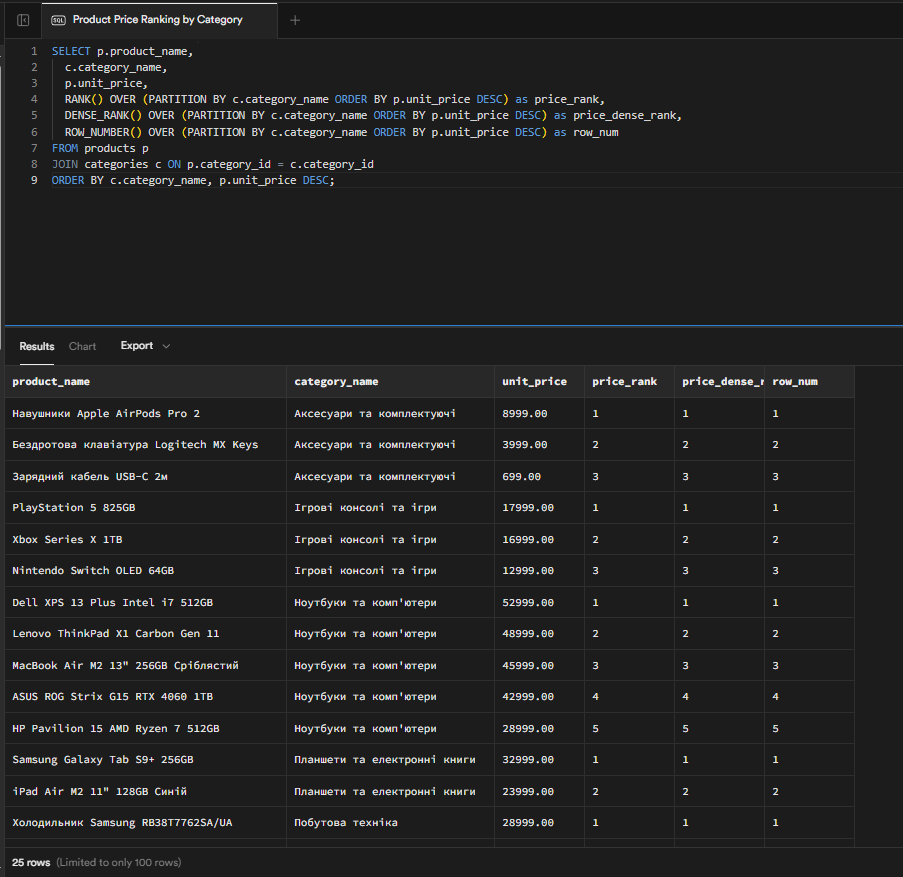 SQL Product Price Ranking by Category +
1 SELECT p.product_name,
2 c.category_name,
3 p.unit_price,
4 RANK() OVER (PARTITION BY c.category_name ORDER BY p.unit_price DESC) as price_rank,
5 DENSE_RANK() OVER (PARTITION BY c.category_name ORDER BY p.unit_price DESC) as price_dense_rank,
6 ROW_NUMBER() OVER (PARTITION BY c.category_name ORDER BY p.unit_price DESC) as row_num
7 FROM products p
8 JOIN categories c ON p.category_id = c.category_id
9 ORDER BY c.category_name, p.unit_price DESC;
Results Chart Export
product_name category_name unit_price price_rank price_dense_r row_num
Навушники Apple AirPods Pro 2 Аксесуари та комплектуючі 8999.00 1 1 1
Бездротова клавіатура Logitech MX Keys Аксесуари та комплектуючі 3999.00 2 2 2
Зарядний кабель USB-C 2м Аксесуари та комплектуючі 699.00 3 3 3
PlayStation 5 825GB Ігрові консолі та ігри 17999.00 1 1 1
Xbox Series X 1TB Ігрові консолі та ігри 16999.00 2 2 2
Nintendo Switch OLED 64GB Ігрові консолі та ігри 12999.00 3 3 3
Dell XPS 13 Plus Intel i7 512GB Ноутбуки та комп'ютери 52999.00 1 1 1
Lenovo ThinkPad X1 Carbon Gen 11 Ноутбуки та комп'ютери 48999.00 2 2 2
MacBook Air M2 13" 256GB Сріблястий Ноутбуки та комп'ютери 45999.00 3 3 3
ASUS ROG Strix G15 RTX 4060 1TB Ноутбуки та комп'ютери 42999.00 4 4 4
HP Pavilion 15 AMD Ryzen 7 512GB Ноутбуки та комп'ютери 28999.00 5 5 5
Samsung Galaxy Tab S9+ 256GB Планшети та електронні книги 32999.00 1 1 1
iPad Air M2 11" 128GB Синій Планшети та електронні книги 23999.00 2 2 2
Холодильник Samsung RB38T7762SA/UA Побутова техніка 28999.00 1 1 1
25 rows (Limited to only 100 rows)